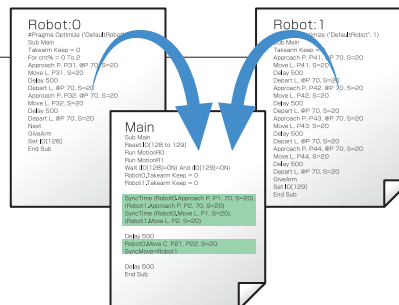 Robot:0
#Pragma Optimize ("DefaultRobot
Sub Main
Takearm Keep = 0
For cnt% = 0 To 2
Approach P, P31, @P 70, S=20
Move L, P31, S=20
Delay 500
Depart L, @P 70, S=20
Approach P, P32, @P 70, S=20
Move L, P32, S=20
Delay 500
Depart L, @P 70, S=20
Next
GiveArm
Set IO[128]
End Sub
Main
Sub Main
Reset IO[128 to 129]
Run MotionR0
Run MotionR1
Wait (IO[128]=ON) And (IO[129]=ON)
Robot0.Takearm Keep = 0
Robot1.Takearm Keep = 0
SyncTime (Robot0.Approach P, P1, 70, S=20),
(Robot1.Approach P, P2, 70, S=20)
SyncTime (Robot0.Move L, P1, S=20),
(Robot1.Move L, P2, S=20)
Delay 500
Robot0.Move C, P21, P22, S=20,
SyncMove=Robot1
Delay 500
End Sub
Robot:1
Optimize ("DefaultRobot", 1)
Sub Main
Takearm Keep =
Approach P, P41, @P 70, S=20
Move L, P41, S=20
Delay 500
Depart L, @P 70, S=20
Approach P, P42, @P 70, S=20
Move L, P42, S=20
Delay 500
Depart L, @P 70, S=20
Approach P, P43, @P 70, S=20
Move L, P43, S=20
Delay 500
Depart L, @P 70, S=20
Approach P, P44, @P 70, S=20
Move L, P44, S=20
Delay 500
Depart L, @P 70, S=20
GiveArm
Set IO[129]
End Sub